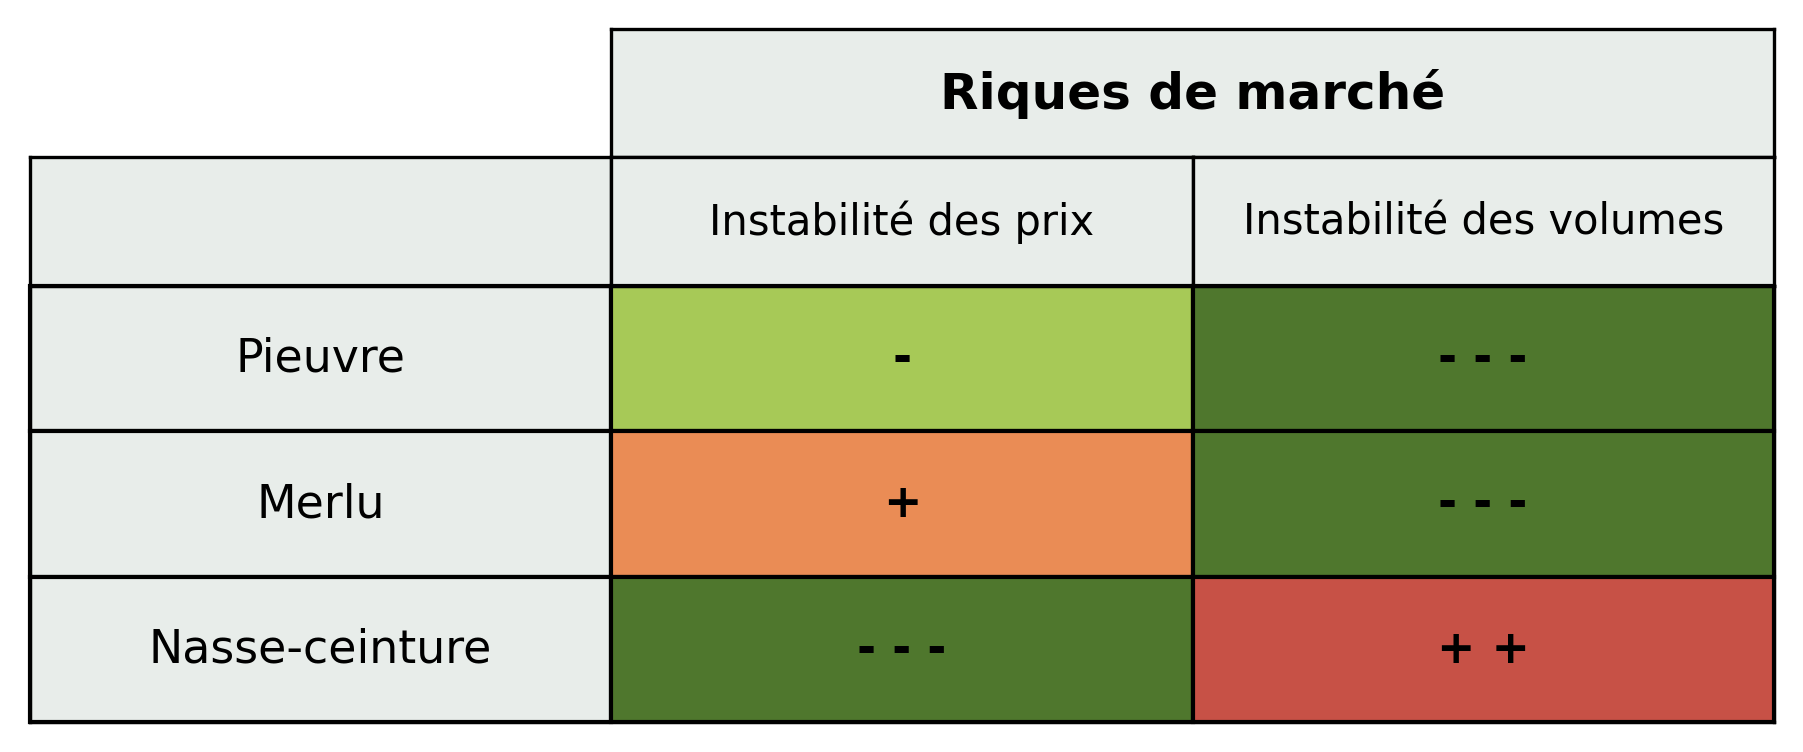 Riques de marché
Instabilité des prix Instabilité des volumes
Pieuvre - - - -
Merlu + - - -
Nasse-ceinture - - - + +